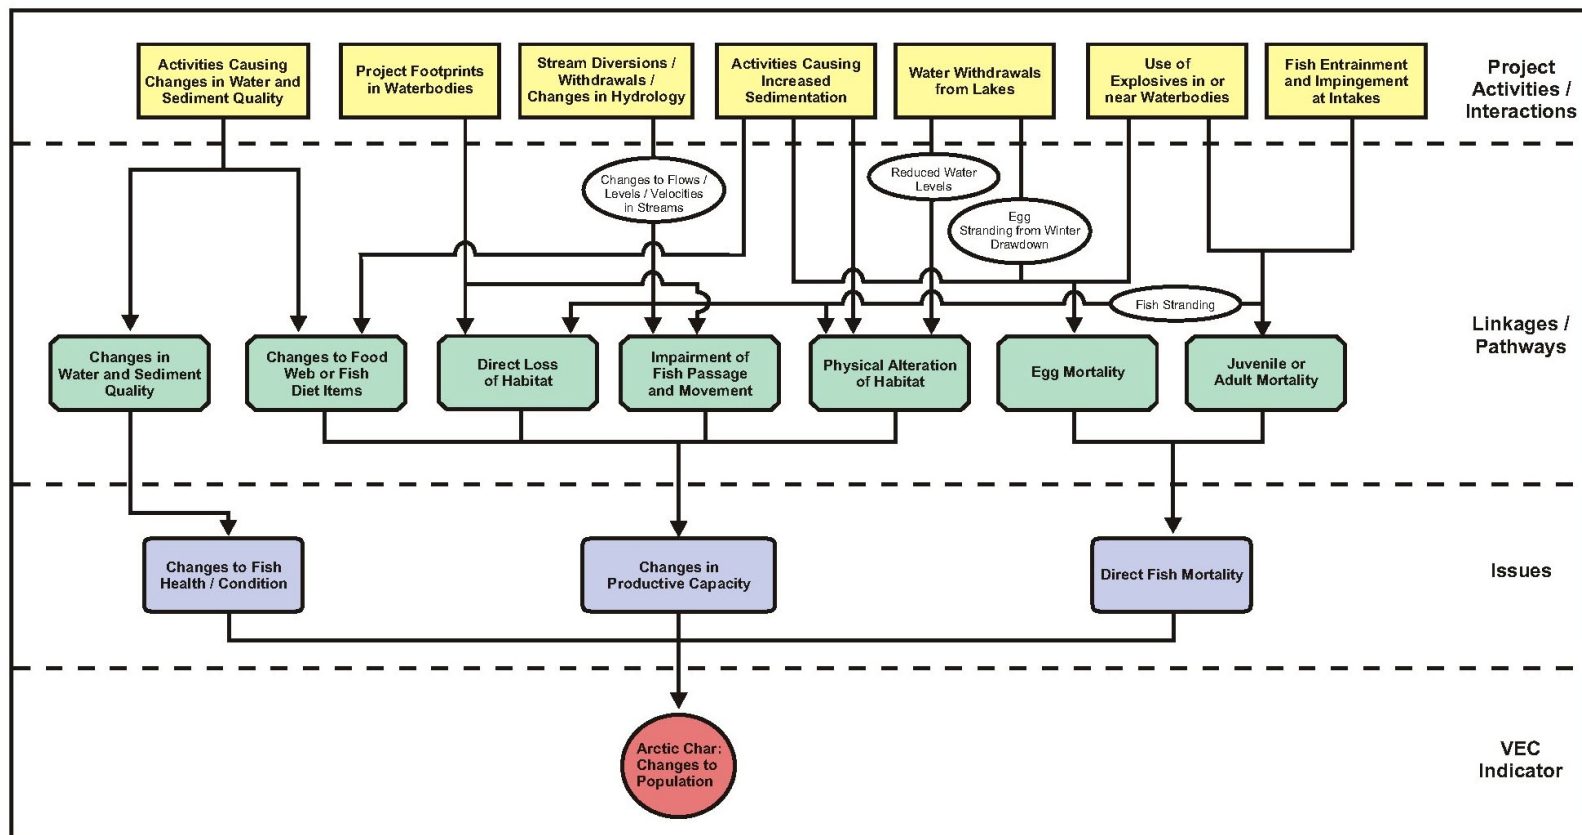 Activities Causing
Changes in Water and
Sediment Quality
Project Footprints
in Waterbodies
Stream Diversions /
Withdrawals /
Changes in Hydrology
Activities Causing
Increased
Sedimentation
Water Withdrawals
from Lakes
Use of
Explosives in or
near Waterbodies
Fish Entrainment
and Impingement
at Intakes
Project
Activities /
Interactions
Changes to Flows /
Levels / Velocities
in Streams
Reduced Water
Levels
Egg
Stranding from Winter
Drawdown
Fish Stranding
Changes in
Water and Sediment
Quality
Changes to Food
Web or Fish
Diet Items
Direct Loss
of Habitat
Impairment of
Fish Passage
and Movement
Physical Alteration
of Habitat
Egg Mortality
Juvenile or
Adult Mortality
Linkages /
Pathways
Changes to Fish
Health / Condition
Changes in
Productive Capacity
Direct Fish Mortality
Issues
Arctic Char:
Changes to
Population
VEC
Indicator